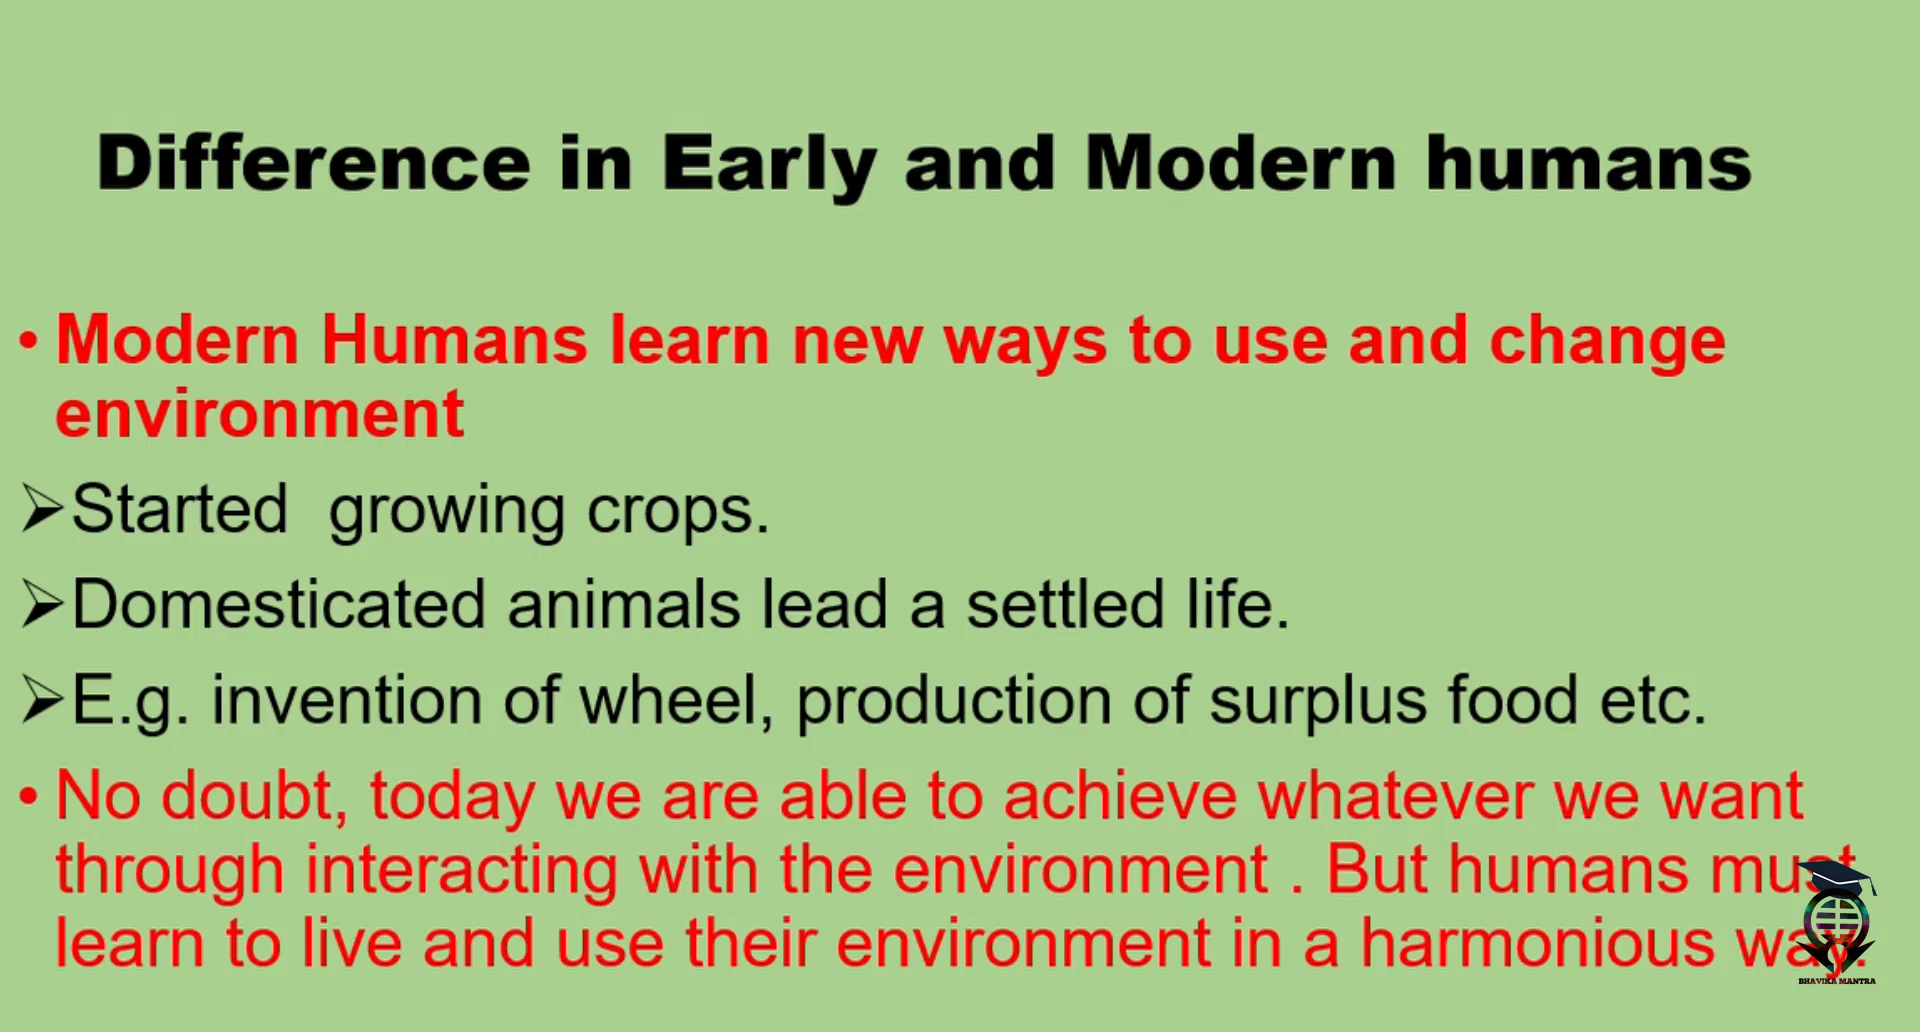 Difference in Early and Modern humans
• Modern Humans learn new ways to use and change
environment
➢Started growing crops.
➢Domesticated animals lead a settled life.
➢E.g. invention of wheel, production of surplus food etc.
• No doubt, today we are able to achieve whatever we want
through interacting with the environment . But humans must
learn to live and use their environment in a harmonious way.
BHAVIKA MANTRA